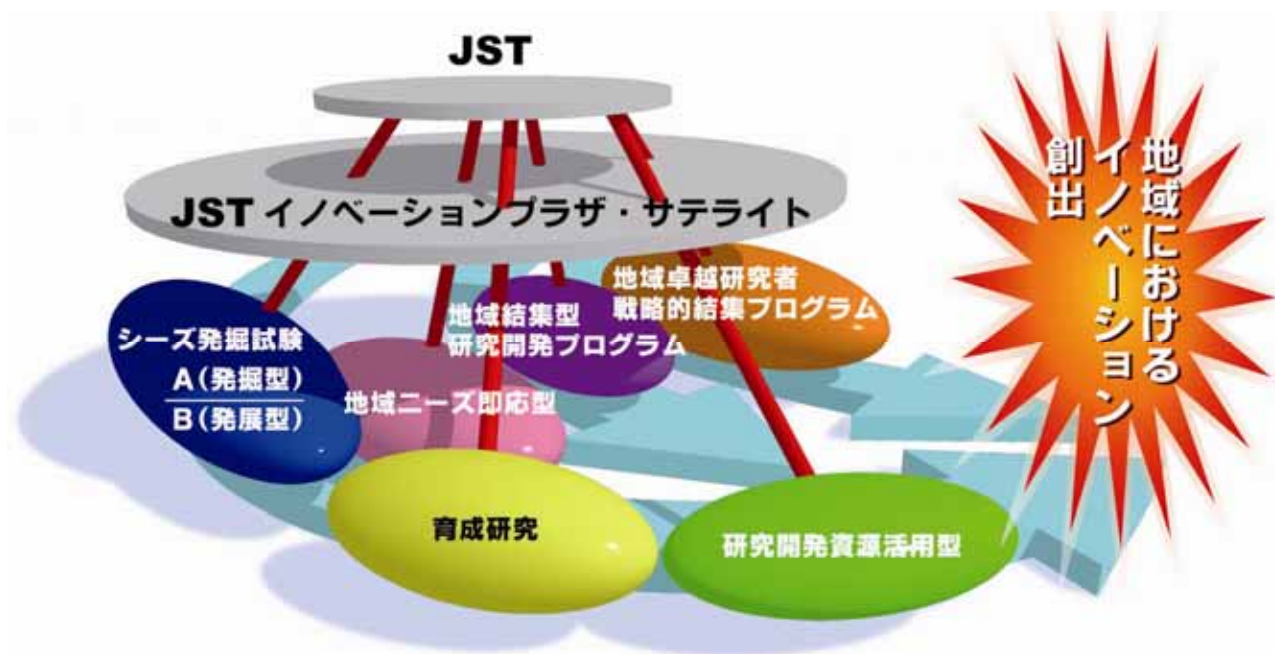 JST
JST イノベーションプラザ・サテライト
シーズ発掘試験
A(発掘型)
B(発展型)
地域ニーズ即応型
地域結集型
研究開発プログラム
地域卓越研究者
戦略的結集プログラム
育成研究
研究開発資源活用型
地域における
イノベーション
創出